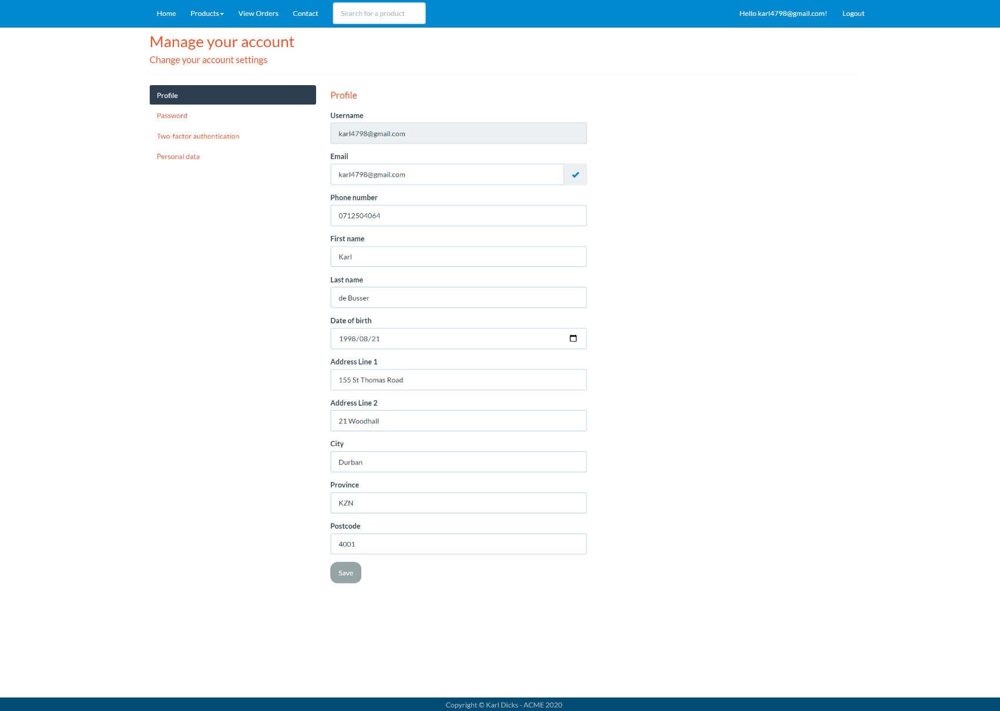 Home Products View Orders Contact Search for a product Hello karl4798@gmail.com! Logout
Manage your account
Change your account settings
Profile
Password
Two-factor authentication
Personal data
Profile
Username
karl4798@gmail.com
Email
karl4798@gmail.com
Phone number
0712504064
First name
Karl
Last name
de Busser
Date of birth
1998/08/21
Address Line 1
155 St Thomas Road
Address Line 2
21 Woodhall
City
Durban
Province
KZN
Postcode
4001
Save
Copyright © Karl Dicks - ACME 2020